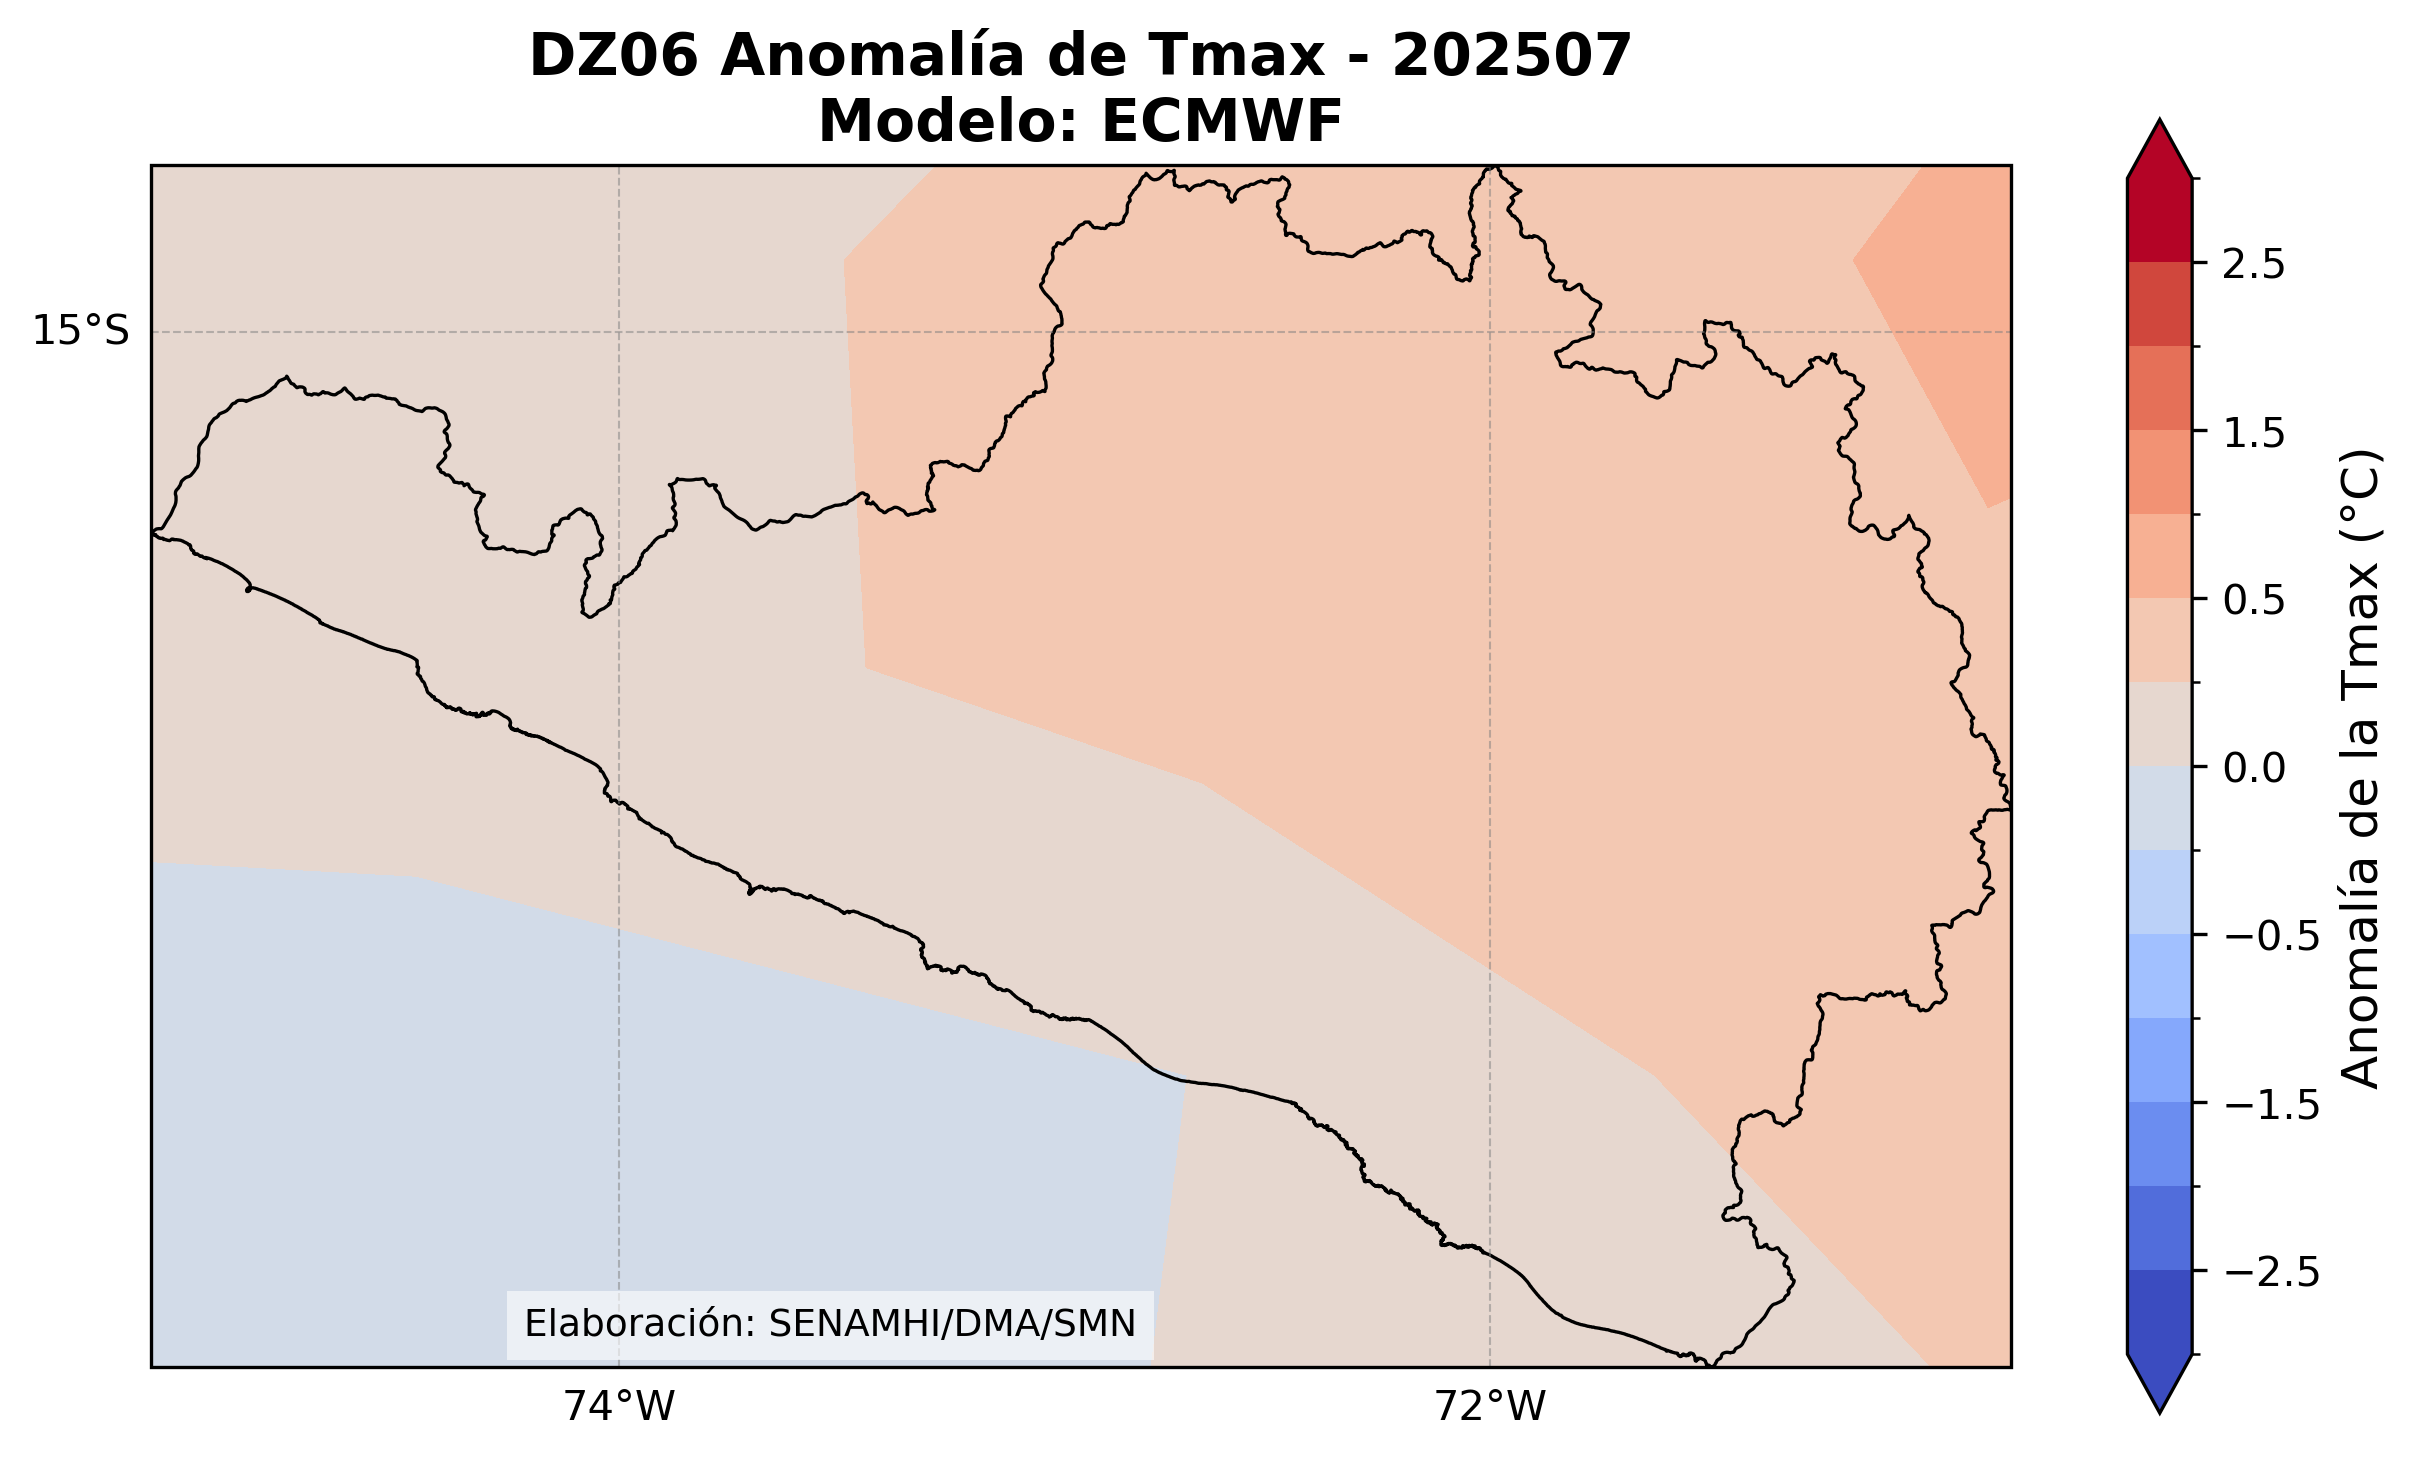 DZ06 Anomalía de Tmax - 202507
Modelo: ECMWF
15°S
74°W
72°W
Elaboración: SENAMHI/DMA/SMN
2.5
1.5
0.5
0.0
−0.5
−1.5
−2.5
Anomalía de la Tmax (°C)